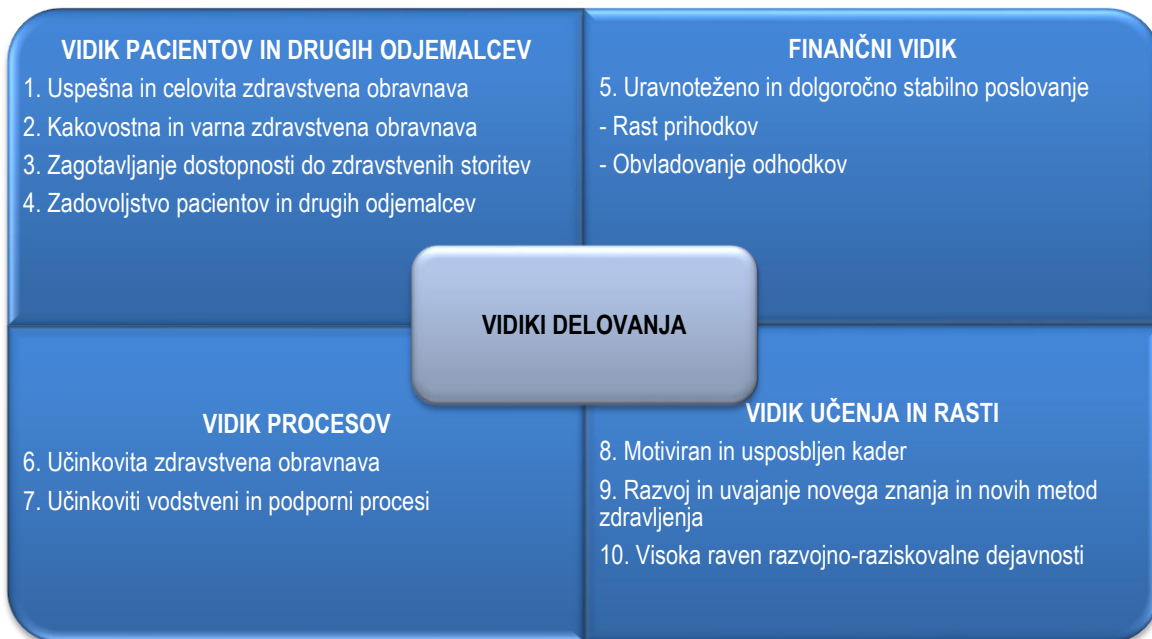 VIDIK PACIENTOV IN DRUGIH ODJEMALCEV
1. Uspešna in celovita zdravstvena obravnava
2. Kakovostna in varna zdravstvena obravnava
3. Zagotavljanje dostopnosti do zdravstvenih storitev
4. Zadovoljstvo pacientov in drugih odjemalcev
FINANČNI VIDIK
5. Uravnoteženo in dolgoročno stabilno poslovanje
- Rast prihodkov
- Obvladovanje odhodkov
VIDIKI DELOVANJA
VIDIK PROCESOV
6. Učinkovita zdravstvena obravnava
7. Učinkoviti vodstveni in podporni procesi
VIDIK UČENJA IN RASTI
8. Motiviran in usposbljen kader
9. Razvoj in uvajanje novega znanja in novih metod
zdravljenja
10. Visoka raven razvojno-raziskovalne dejavnosti